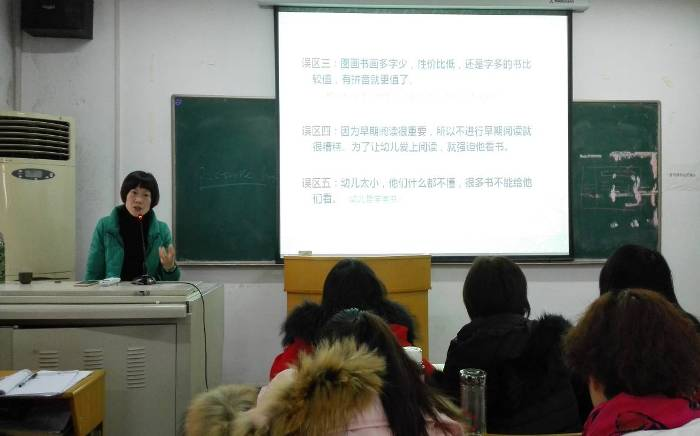 误区三：图画书画多字少，性价比低，还是字多的书比
较值，有拼音就更值了。
误区四：因为早期阅读很重要，所以不进行早期阅读就
很糟糕。为了让幼儿爱上阅读，就强迫他看书。
误区五：幼儿太小，他们什么都不懂，很多书不能给他
们看。